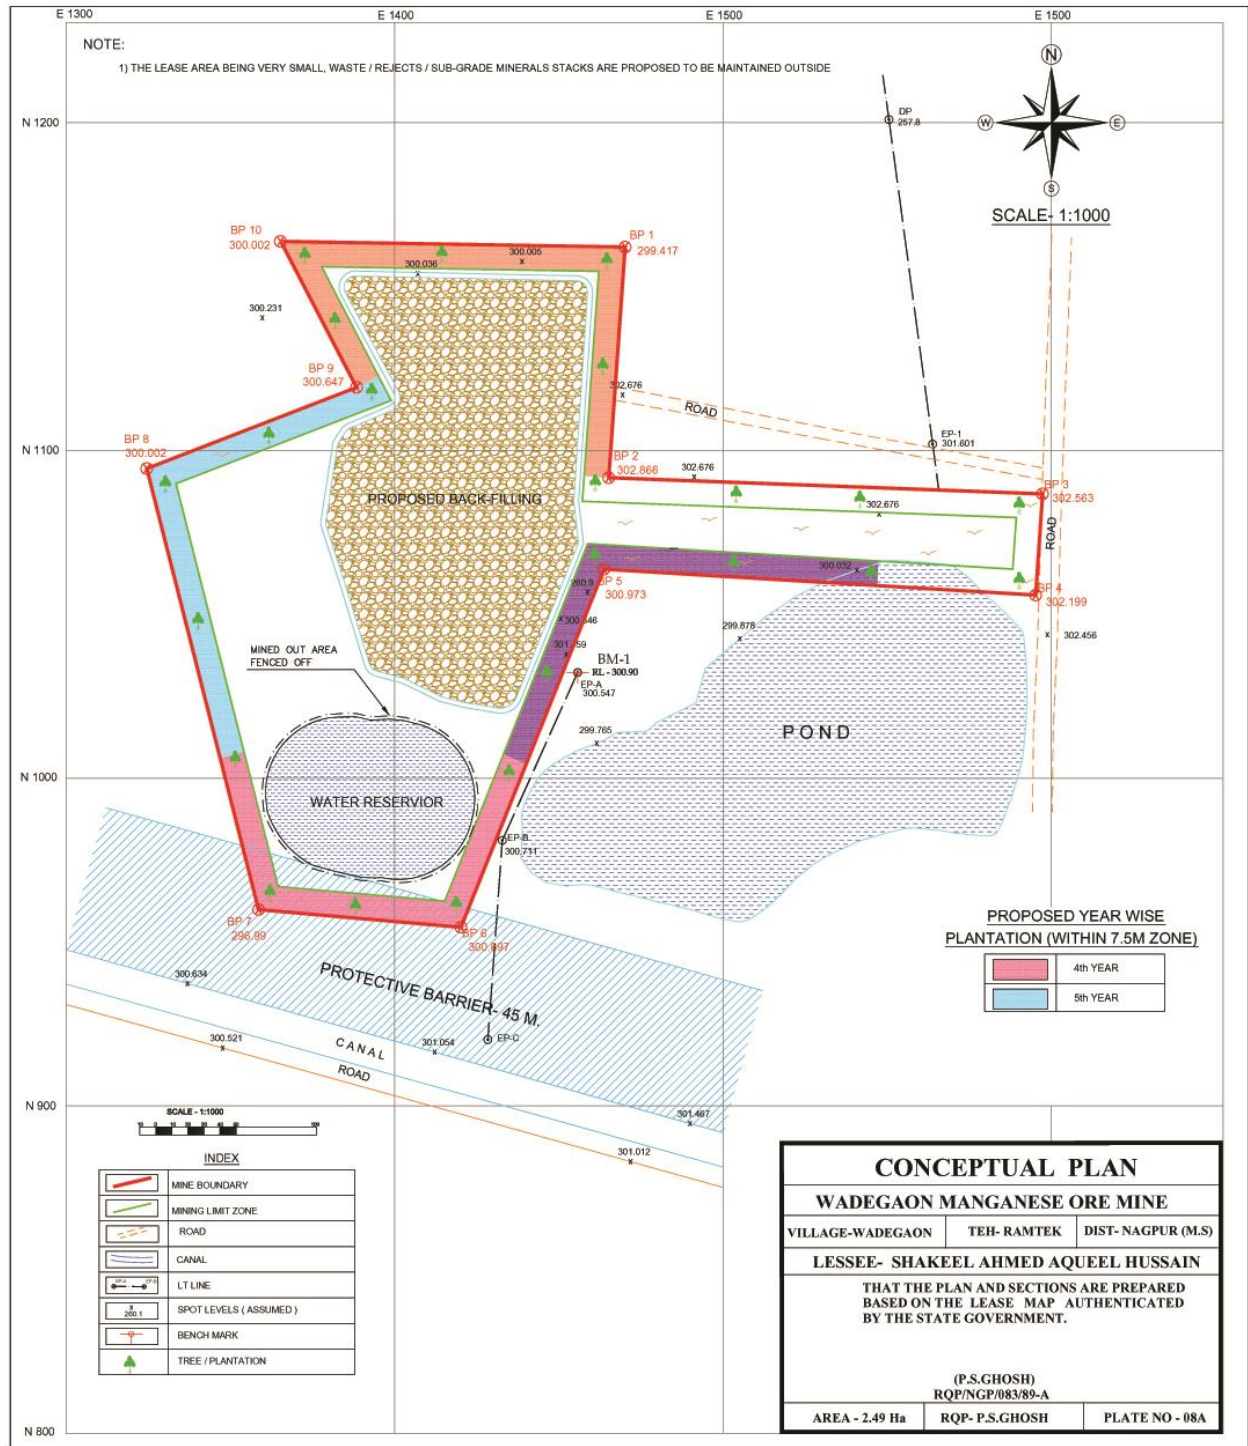 E 1300
E 1400
E 1500
E 1500
NOTE:
1) THE LEASE AREA BEING VERY SMALL, WASTE / REJECTS / SUB-GRADE MINERALS STACKS ARE PROPOSED TO BE MAINTAINED OUTSIDE
N
W
E
S
SCALE- 1:1000
N 1200
DP
257.8
BP 10
300.002
BP 1
299.417
300.005
300.036
300.231
BP 9
300.647
302.676
ROAD
EP-1
301.601
BP 8
300.002
N 1100
BP 2
302.866
302.676
BP 3
302.563
302.676
PROPOSED BACK-FILLING
ROAD
300.032
BP 5
300.973
260.9
BP 4
302.199
299.878
302.456
MINED OUT AREA
FENCED OFF
BM-1
RL - 300.90
EP-A
300.547
299.765
POND
N 1000
WATER RESERVIOR
EP-B
300.711
BP 7
BP 6
PROPOSED YEAR WISE
PLANTATION (WITHIN 7.5M ZONE)
4th YEAR
5th YEAR
300.634
PROTECTIVE BARRIER- 45 M.
EP-C
300.521
CANAL
301.054
ROAD
N 900
301.467
301.012
SCALE - 1:1000
INDEX
MINE BOUNDARY
MINING LIMIT ZONE
ROAD
CANAL
LT LINE
SPOT LEVELS ( ASSUMED )
x
260.1
BENCH MARK
TREE / PLANTATION
N 800
CONCEPTUAL PLAN
WADEGAON MANGANESE ORE MINE
VILLAGE-WADEGAON TEH- RAMTEK DIST- NAGPUR (M.S)
LESSEE- SHAKEEL AHMED AQUEEL HUSSAIN
THAT THE PLAN AND SECTIONS ARE PREPARED
BASED ON THE LEASE MAP AUTHENTICATED
BY THE STATE GOVERNMENT.
(P.S.GHOSH)
RQP/NGP/083/89-A
AREA - 2.49 Ha RQP- P.S.GHOSH PLATE NO - 08A